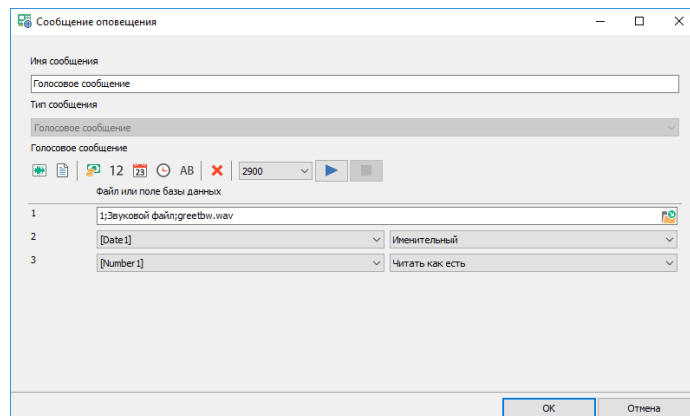 Сообщение оповещения
Имя сообщения
Голосовое сообщение
Тип сообщения
Голосовое сообщение
Голосовое сообщение
12 23 AB 2900
Файл или поле базы данных
1 1;Звуковой файл;greetbw.wav
2 [Date1] Именительный
3 [Number1] Читать как есть
OK Отмена